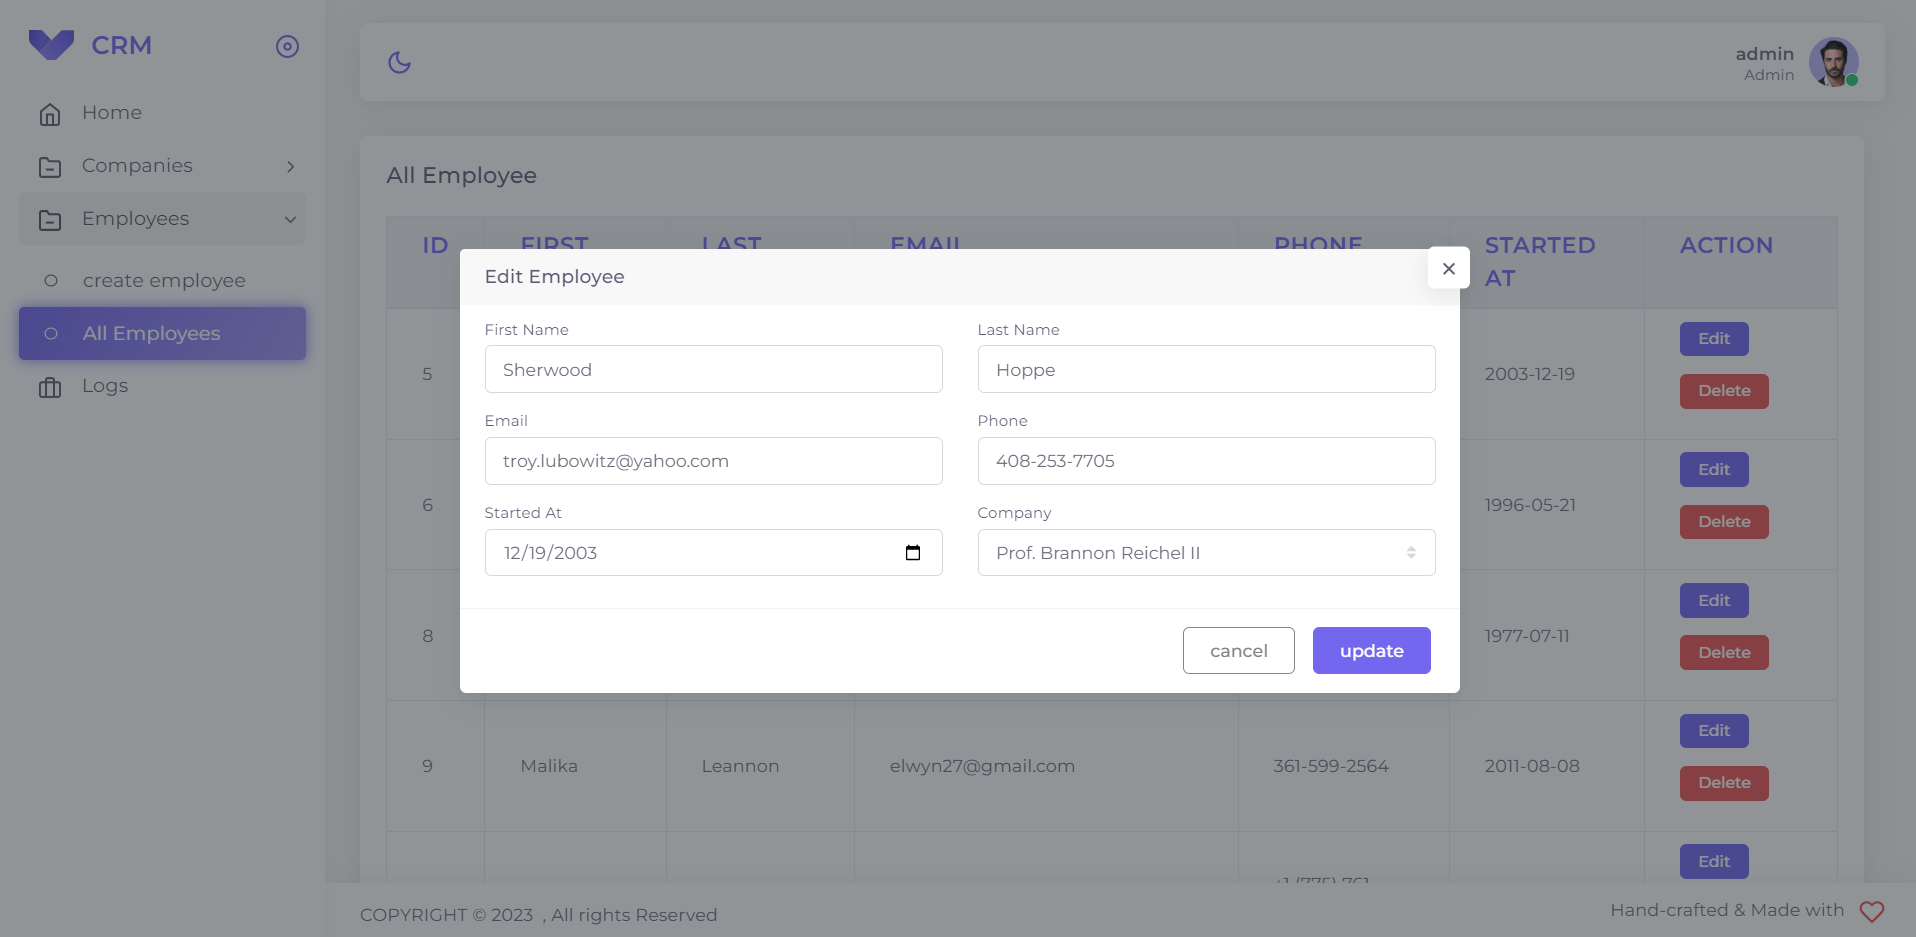 CRM
Home
Companies
Employees
create employee
All Employees
Logs
admin
Admin
All Employee
ID FIRST LAST EMAIL PHONE STARTED AT ACTION
Edit Employee
First Name
Sherwood
Last Name
Hoppe
Email
troy.lubowitz@yahoo.com
Phone
408-253-7705
Started At
12/19/2003
Company
Prof. Brannon Reichel II
cancel
update
5 2003-12-19 Edit
Delete
6 1996-05-21 Edit
Delete
8 1977-07-11 Edit
Delete
9 Malika Leannon elwyn27@gmail.com 361-599-2564 2011-08-08 Edit
Delete
+1 (775) 761- Edit
COPYRIGHT © 2023 , All rights Reserved
Hand-crafted & Made with